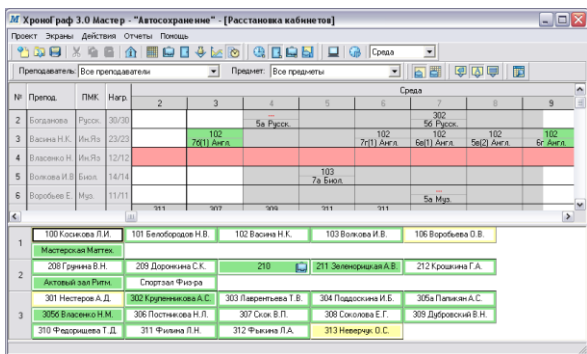 ХроноГраф 3.0 Мастер - "Автосохранение" - [Расстановка кабинетов]
Проект Экраны Действия Отчеты Помощь
Среда
Преподаватель: Все преподаватели Предмет: Все предметы
№ Препод. ПМК Нагр. Среда
2 3 4 5 6 7 8 9
2 Богданова Русск. 30/30 — 5а Русск. 302 5б Русск.
3 Васина Н.К. Ин.Яз 23/23 102 7б(1) Англ. 102 7г(1) Англ. 102 6в(1) Англ. 102 5в(2) Англ. 102 6г Англ.
4 Власенко Н. Ин.Яз 12/12
5 Волкова И.В Биол. 14/14 103 7а Биол.
6 Воробьев Е. Муз. 11/11 — 5а Муз.
311 307 309 311 311
1 100 Косикова Л.И. 101 Белобородов Н.В. 102 Васина Н.К. 103 Волкова И.В. 106 Воробьева О.В.
Мастерская Маттех.
2 208 Грунина В.Н. 209 Доронкина С.К. 210 211 Зеленорицкая А.В. 212 Крошкина Г.А.
Актовый зал Ритм. Спортзал Физ-ра
3 301 Нестеров А.Д. 302 Крупенникова А.С. 303 Лаврентьева Т.В. 304 Поддоскина И.Б. 305а Папикян А.С.
305б Власенко Н.М. 306 Постникова Н.Л. 307 Скок В.П. 308 Соколова Е.Г. 309 Дубровский В.Н.
310 Федорищева Т.Д. 311 Филина Л.Н. 312 Фыкина Л.А. 313 Неверчук О.С.